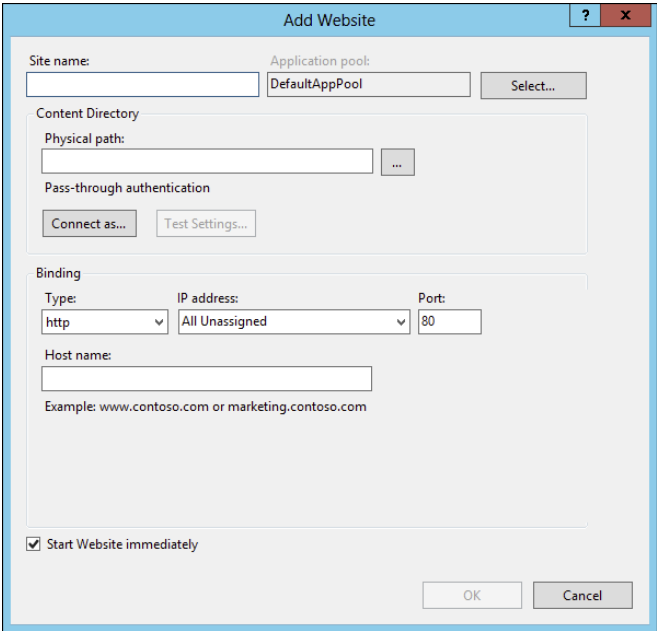 Add Website
? x
Site name: Application pool:
DefaultAppPool Select...
Content Directory
Physical path:
...
Pass-through authentication
Connect as... Test Settings...
Binding
Type: IP address: Port:
http All Unassigned 80
Host name:
Example: www.contoso.com or marketing.contoso.com
Start Website immediately
OK Cancel